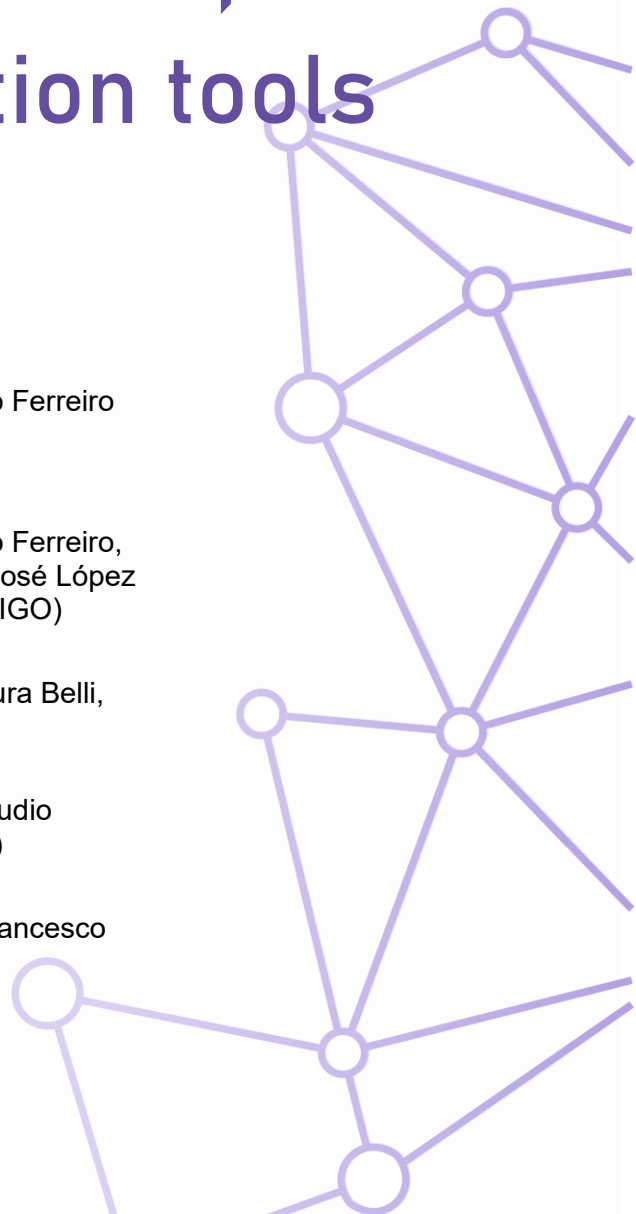 tion tools
o Ferreiro
o Ferreiro,
osé López
IGO)
ura Belli,
udio
)
ancesco